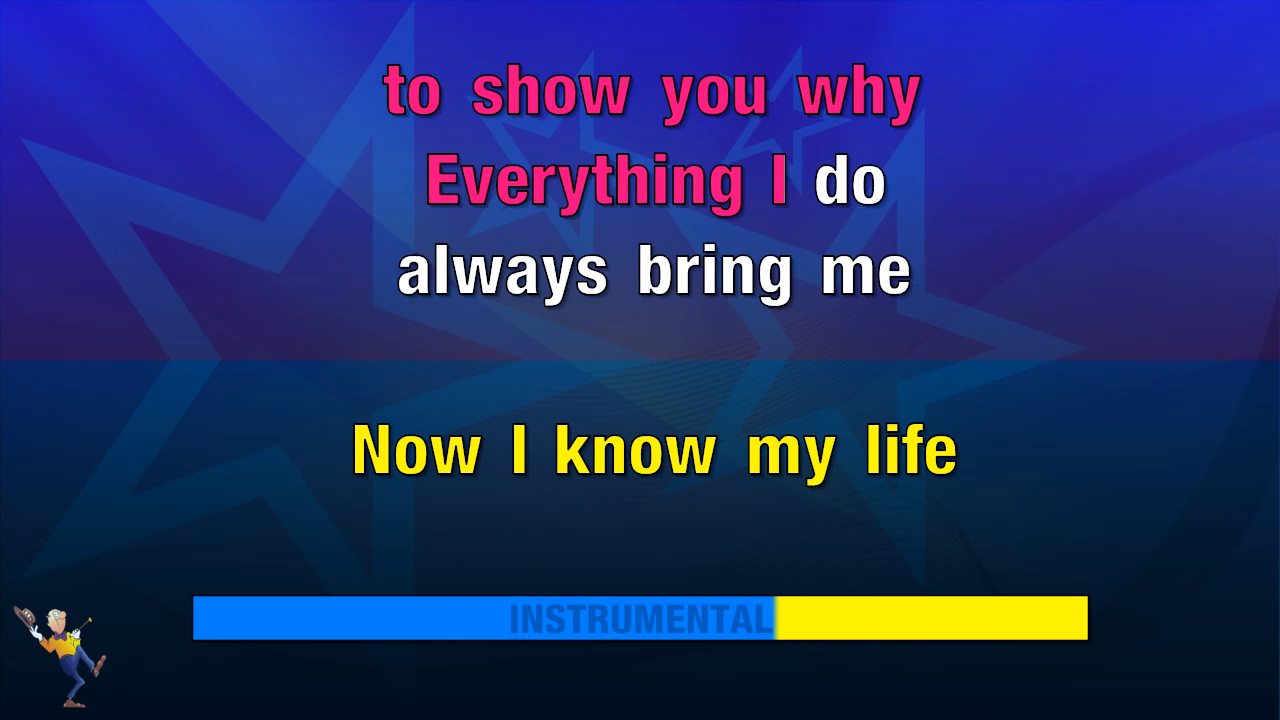 to show you why
Everything I do
always bring me
Now I know my life
INSTRUMENTAL